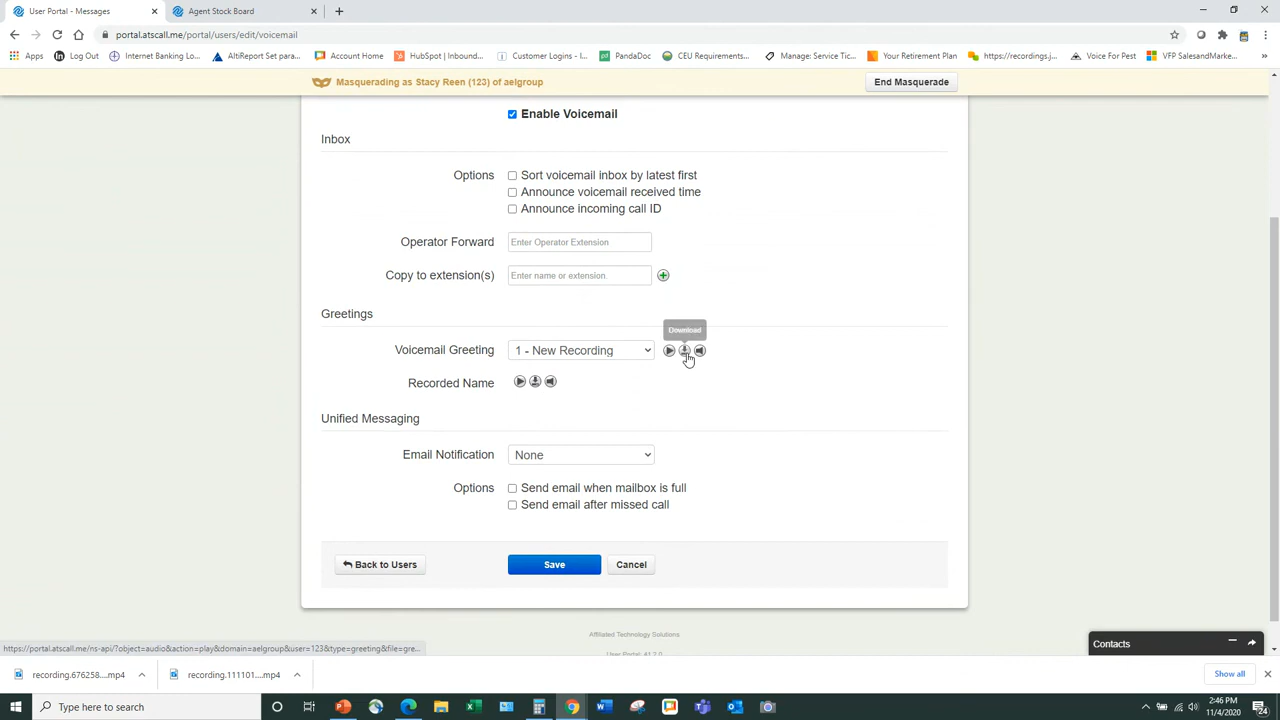 User Portal - Messages
Agent Stock Board
portal.atscall.me/portal/users/edit/voicemail
Apps
Log Out
Internet Banking Lo...
AltiReport Set para...
Account Home
HubSpot | Inbound...
Customer Logins - I...
PandaDoc
CEU Requirements...
Manage: Service Tic...
Your Retirement Plan
https://recordings.j...
Voice For Pest
VFP SalesandMarke...
Masquerading as Stacy Reen (123) of aelgroup
End Masquerade
Enable Voicemail
Inbox
Options
Sort voicemail inbox by latest first
Announce voicemail received time
Announce incoming call ID
Operator Forward
Enter Operator Extension
Copy to extension(s)
Enter name or extension.
Greetings
Download
Voicemail Greeting
1 - New Recording
Recorded Name
Unified Messaging
Email Notification
None
Options
Send email when mailbox is full
Send email after missed call
Back to Users
Save
Cancel
Affiliated Technology Solutions
Contacts
https://portal.atscall.me/ns-api/?object=audio&action=play&domain=aelgroup&user=123&type=greeting&file=gre...
recording.676258....mp4
recording.111101...mp4
Show all
Type here to search
2:46 PM
11/4/2020
24